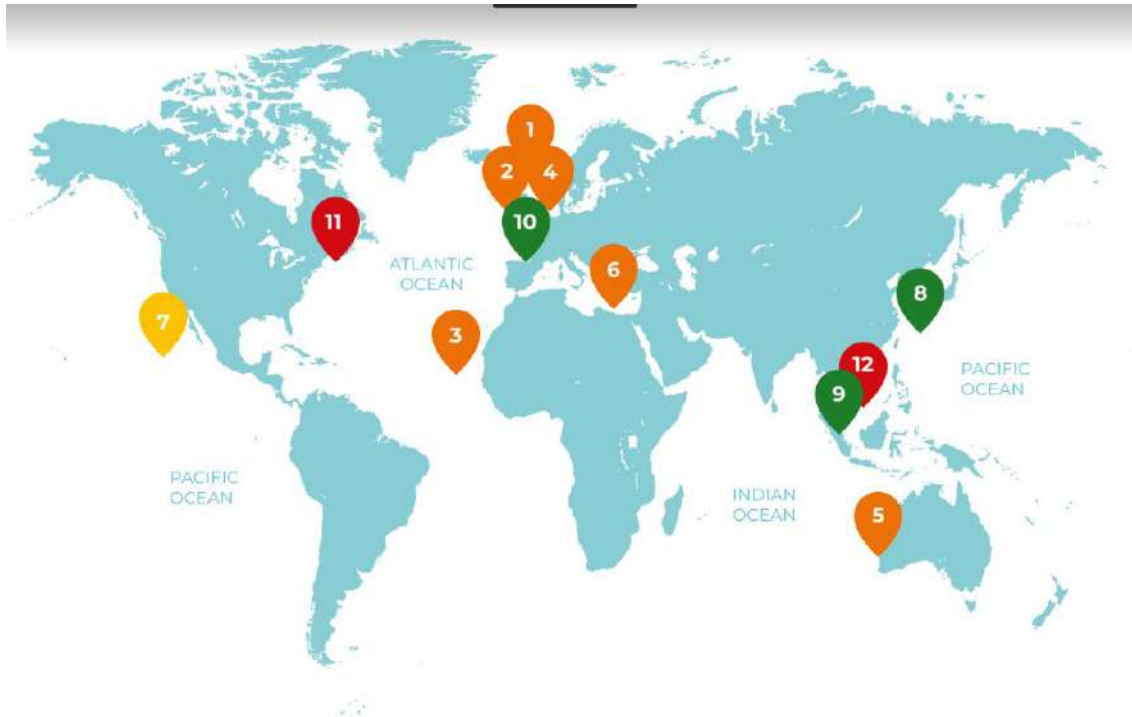 1
2
4
11
10
ATLANTIC
OCEAN
6
8
7
3
12
PACIFIC
OCEAN
9
PACIFIC
OCEAN
INDIAN
OCEAN
5